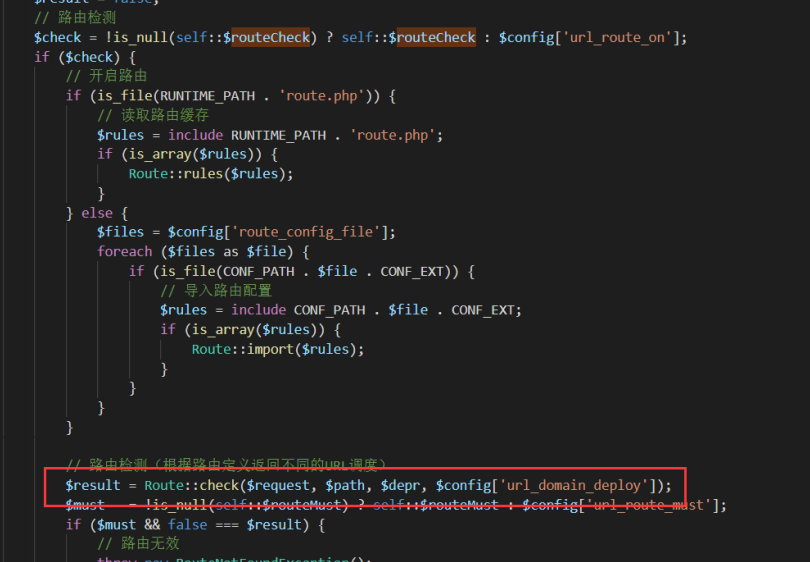 $result = false;
// 路由检测
$check = !is_null(self::$routeCheck) ? self::$routeCheck : $config['url_route_on'];
if ($check) {
// 开启路由
if (is_file(RUNTIME_PATH . 'route.php')) {
// 读取路由缓存
$rules = include RUNTIME_PATH . 'route.php';
if (is_array($rules)) {
Route::rules($rules);
}
} else {
$files = $config['route_config_file'];
foreach ($files as $file) {
if (is_file(CONF_PATH . $file . CONF_EXT)) {
// 导入路由配置
$rules = include CONF_PATH . $file . CONF_EXT;
if (is_array($rules)) {
Route::import($rules);
}
}
}
}
// 路由检测（根据路由定义返回不同的URL调度）
$result = Route::check($request, $path, $depr, $config['url_domain_deploy']);
$must = !is_null(self::$routeMust) ? self::$routeMust : $config['url_route_must'];
if ($must && false === $result) {
// 路由无效
throw new RouteNotFoundException();